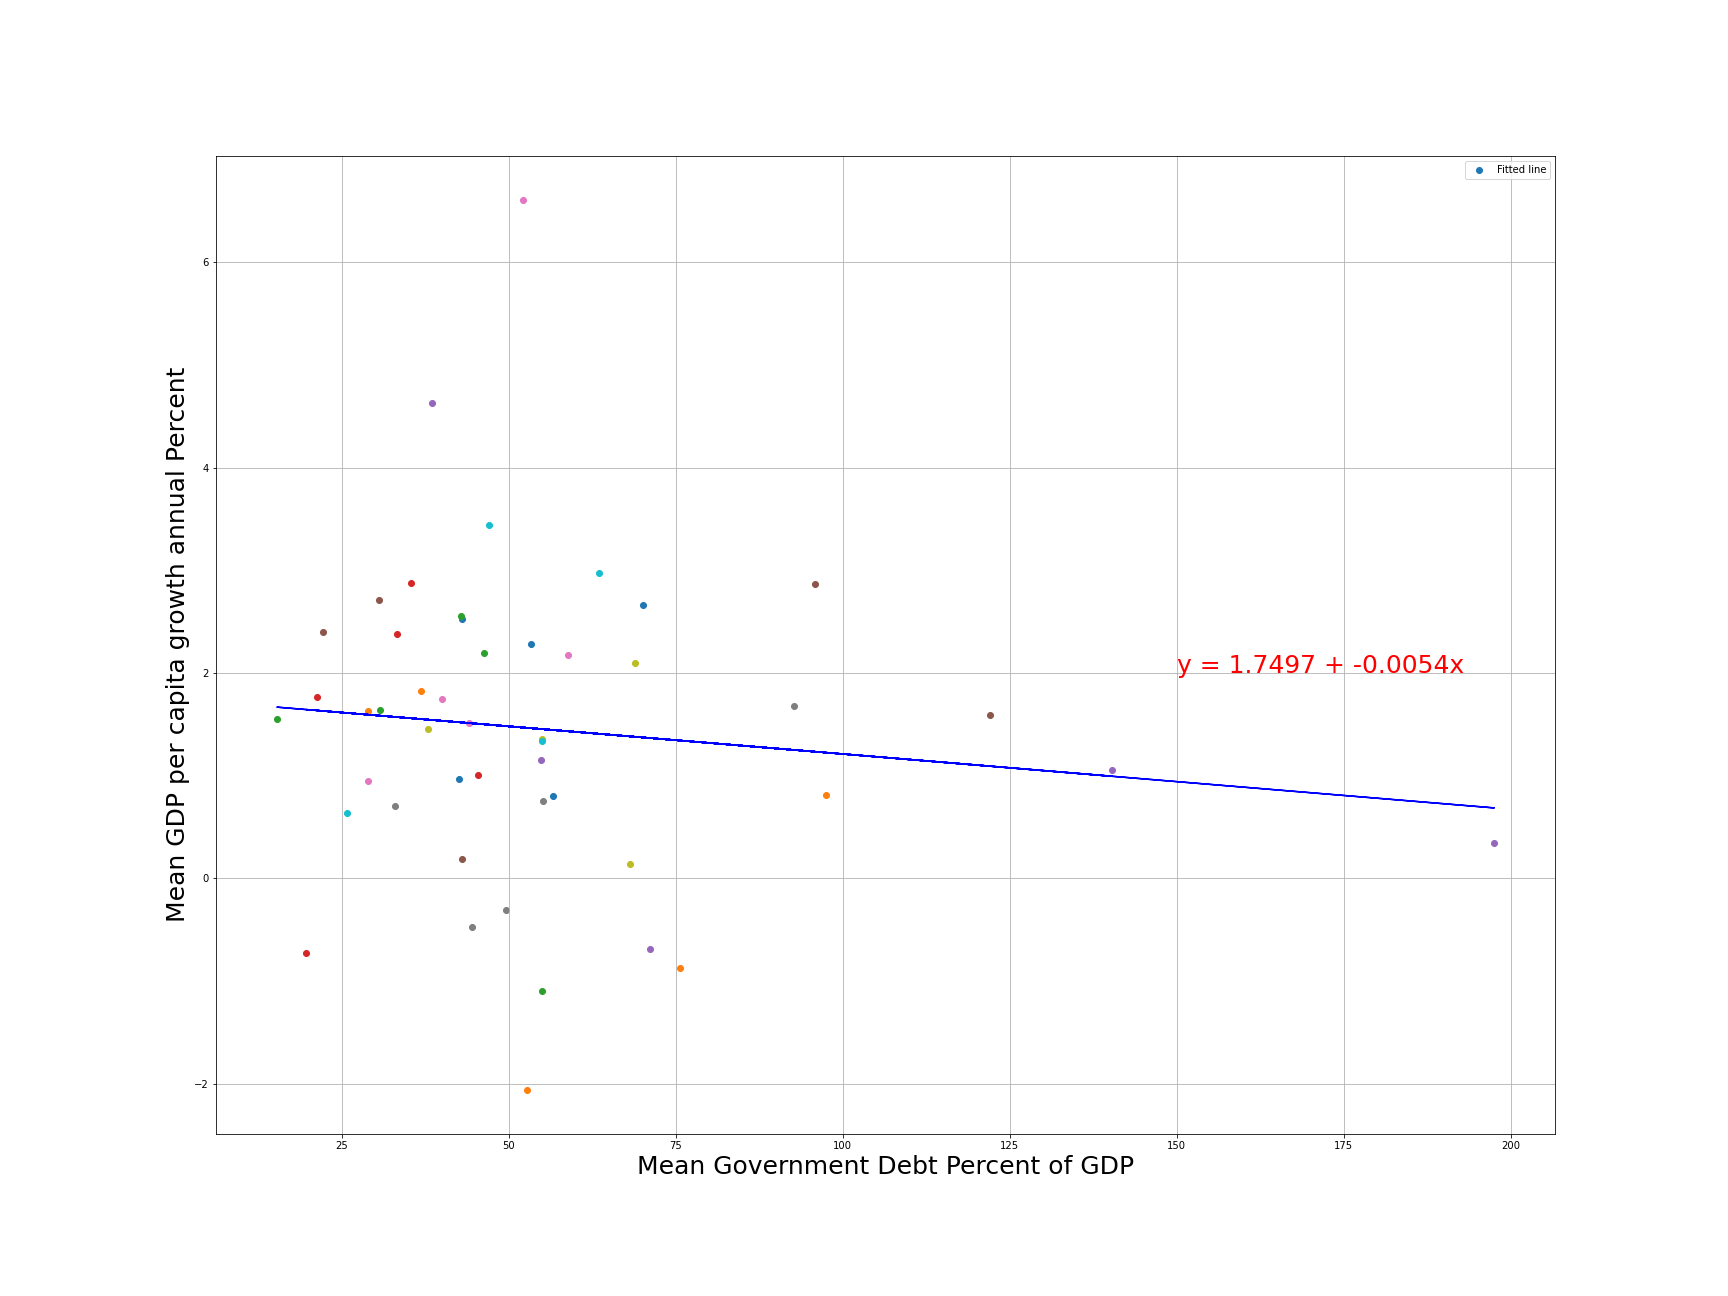 Fitted line
6
4
2
0
−2
y = 1.7497 + -0.0054x
Mean GDP per capita growth annual Percent
25 50 75 100 125 150 175 200
Mean Government Debt Percent of GDP